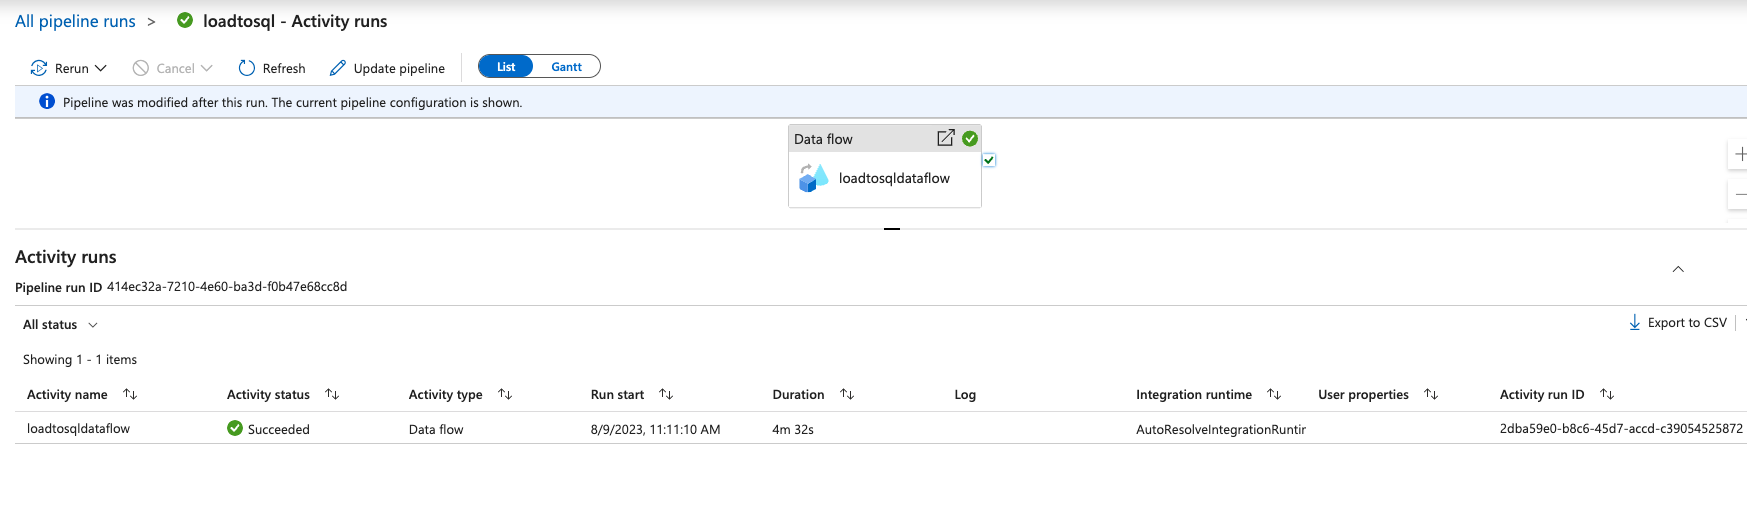 All pipeline runs > loadtosql - Activity runs
Rerun Cancel Refresh Update pipeline List Gantt
Pipeline was modified after this run. The current pipeline configuration is shown.
Data flow
loadtosqldataflow
Activity runs
Pipeline run ID 414ec32a-7210-4e60-ba3d-f0b47e68cc8d
All status Export to CSV
Showing 1 - 1 items
Activity name Activity status Activity type Run start Duration Log Integration runtime User properties Activity run ID
loadtosqldataflow Succeeded Data flow 8/9/2023, 11:11:10 AM 4m 32s AutoResolveIntegrationRuntir 2dba59e0-b8c6-45d7-accd-c39054525872